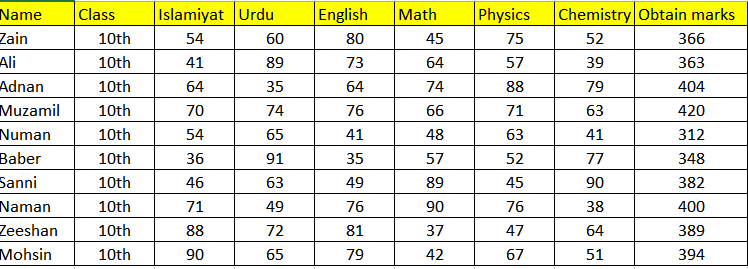 Name Class Islamiyat Urdu English Math Physics Chemistry Obtain marks
Zain 10th 54 60 80 45 75 52 366
Ali 10th 41 89 73 64 57 39 363
Adnan 10th 64 35 64 74 88 79 404
Muzamil 10th 70 74 76 66 71 63 420
Numan 10th 54 65 41 48 63 41 312
Baber 10th 36 91 35 57 52 77 348
Sanni 10th 46 63 49 89 45 90 382
Naman 10th 71 49 76 90 76 38 400
Zeeshan 10th 88 72 81 37 47 64 389
Mohsin 10th 90 65 79 42 67 51 394